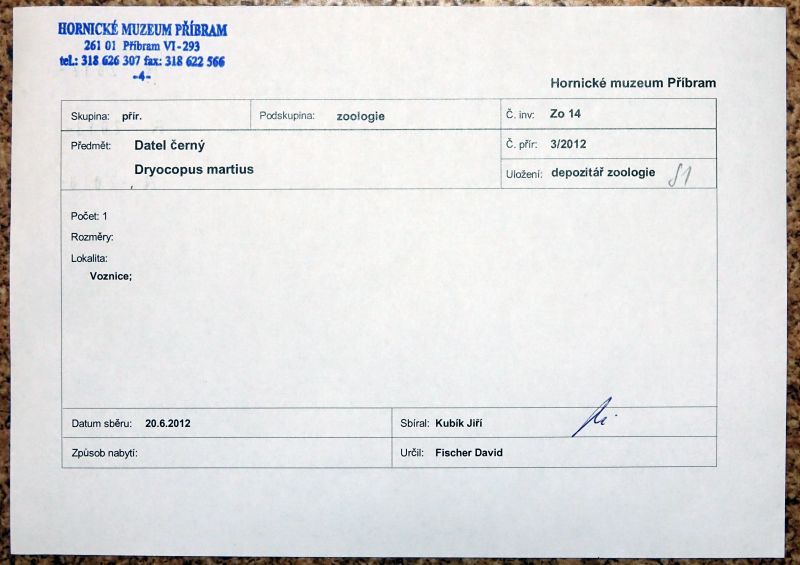 HORNICKÉ MUZEUM PŘÍBRAM
261 01 Příbram VI-293
tel.: 318 626 307 fax: 318 622 566
-4-
Hornické muzeum Příbram
Skupina: přír. Podskupina: zoologie Č. inv: Zo 14
Předmět: Datel černý Č. přír: 3/2012
Dryocopus martius Uložení: depozitář zoologie
Počet: 1
Rozměry:
Lokalita:
Voznice;
Datum sběru: 20.6.2012 Sbíral: Kubík Jiří
Způsob nabytí: Určil: Fischer David